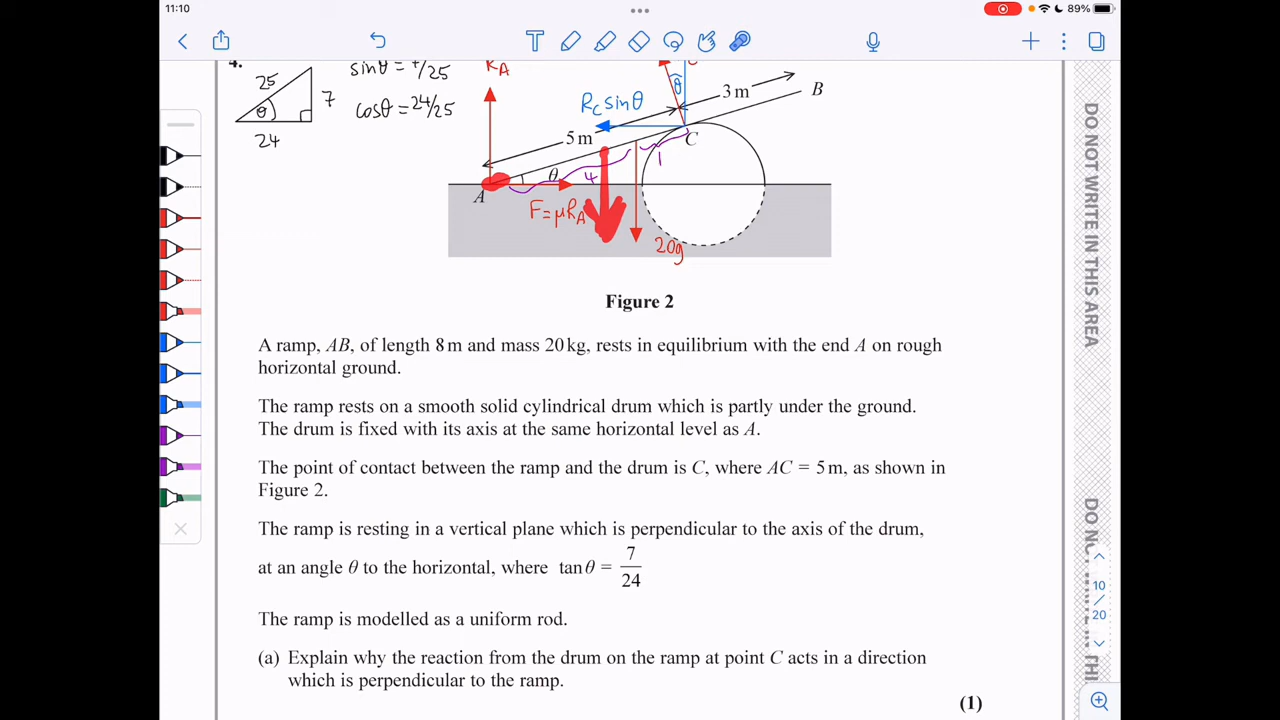 11:10
89%
4.
25
7
θ
24
sinθ = 7/25
cosθ = 24/25
R_A
θ
3 m
B
R_C sinθ
5 m
C
1
θ
4
A
F = μR_A
20g
Figure 2
A ramp, AB, of length 8 m and mass 20 kg, rests in equilibrium with the end A on rough
horizontal ground.
The ramp rests on a smooth solid cylindrical drum which is partly under the ground.
The drum is fixed with its axis at the same horizontal level as A.
The point of contact between the ramp and the drum is C, where AC = 5 m, as shown in
Figure 2.
The ramp is resting in a vertical plane which is perpendicular to the axis of the drum,
at an angle θ to the horizontal, where tan θ = 7/24
The ramp is modelled as a uniform rod.
(a) Explain why the reaction from the drum on the ramp at point C acts in a direction
which is perpendicular to the ramp.
(1)
DO NOT WRITE IN THIS AREA
10
/
20